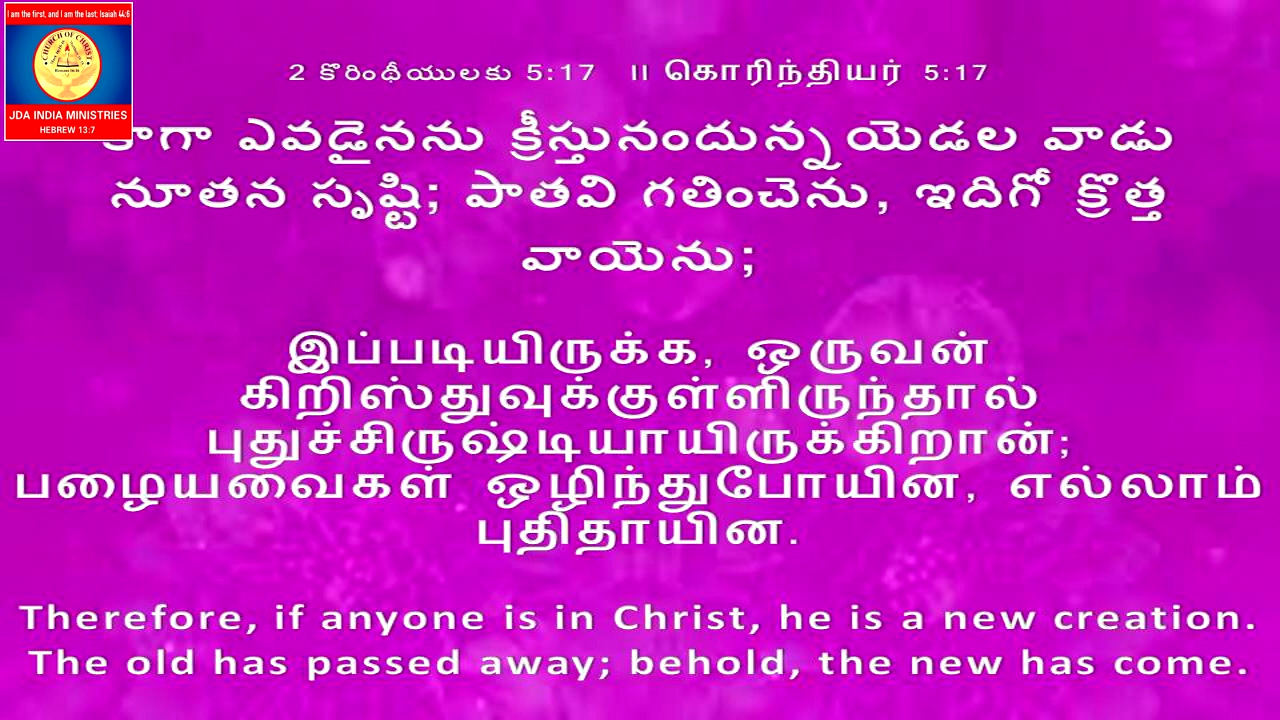 I am the first, and I am the last; Isaiah 44:6
CHURCH OF CHRIST
JDA INDIA MINISTRIES
HEBREW 13:7
2 కొరింథీయులకు 5:17 II கொரிந்தியர் 5:17
కాగా ఎవడైనను క్రీస్తునందున్నయెడల వాడు
నూతన సృష్టి; పాతవి గతించెను, ఇదిగో క్రొత్త
వాయెను;
இப்படியிருக்க, ஒருவன்
கிறிஸ்துவுக்குள்ளிருந்தால்
புதுச்சிருஷ்டியாயிருக்கிறான்;
பழையவைகள் ஒழிந்துபோயின, எல்லாம்
புதிதாயின.
Therefore, if anyone is in Christ, he is a new creation.
The old has passed away; behold, the new has come.